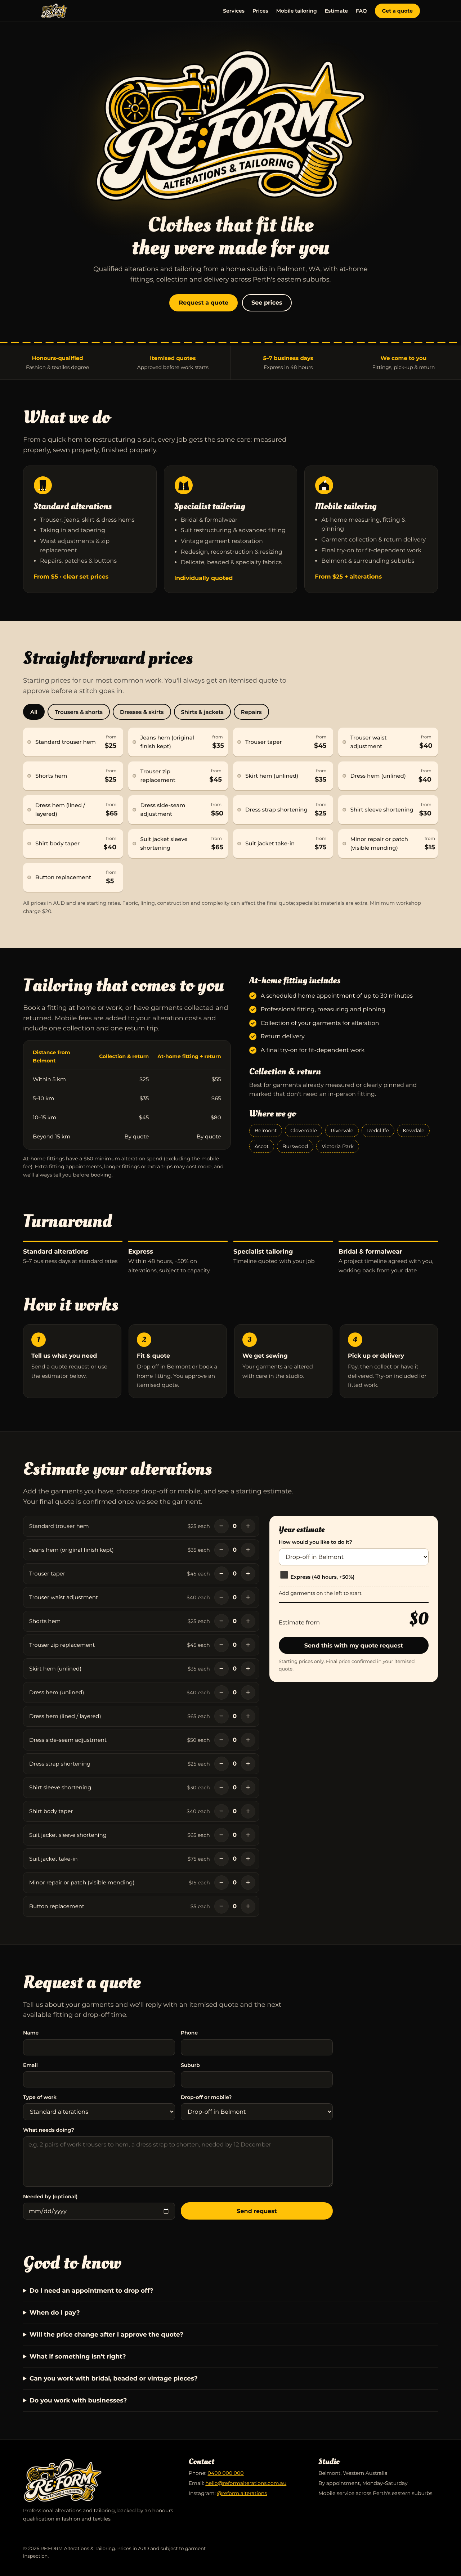 RE:FORM
Services
Prices
Mobile tailoring
Estimate
FAQ
Get a quote
RE:FORM
ALTERATIONS & TAILORING
Clothes that fit like
they were made for you
Qualified alterations and tailoring from a home studio in Belmont, WA, with at-home
fittings, collection and delivery across Perth's eastern suburbs.
Request a quote
See prices
Honours-qualified
Fashion & textiles degree
Itemised quotes
Approved before work starts
5–7 business days
Express in 48 hours
We come to you
Fittings, pick-up & return
What we do
From a quick hem to restructuring a suit, every job gets the same care: measured
properly, sewn properly, finished properly.
Standard alterations
• Trouser, jeans, skirt & dress hems
• Taking in and tapering
• Waist adjustments & zip
replacement
• Repairs, patches & buttons
From $5 · clear set prices
Specialist tailoring
• Bridal & formalwear
• Suit restructuring & advanced fitting
• Vintage garment restoration
• Redesign, reconstruction & resizing
• Delicate, beaded & specialty fabrics
Individually quoted
Mobile tailoring
• At-home measuring, fitting &
pinning
• Garment collection & return delivery
• Final try-on for fit-dependent work
• Belmont & surrounding suburbs
From $25 + alterations
Straightforward prices
Starting prices for our most common work. You'll always get an itemised quote to
approve before a stitch goes in.
All
Trousers & shorts
Dresses & skirts
Shirts & jackets
Repairs
Standard trouser hem
from
$25
Jeans hem (original
finish kept)
from
$35
Trouser taper
from
$45
Trouser waist
adjustment
from
$40
Shorts hem
from
$25
Trouser zip
replacement
from
$45
Skirt hem (unlined)
from
$35
Dress hem (unlined)
from
$40
Dress hem (lined /
layered)
from
$65
Dress side-seam
adjustment
from
$50
Dress strap shortening
from
$25
Shirt sleeve shortening
from
$30
Shirt body taper
from
$40
Suit jacket sleeve
shortening
from
$65
Suit jacket take-in
from
$75
Minor repair or patch
(visible mending)
from
$15
Button replacement
from
$5
All prices in AUD and are starting rates. Fabric, lining, construction and complexity can affect the final quote; specialist materials are extra. Minimum workshop
charge $20.
Tailoring that comes to you
Book a fitting at home or work, or have garments collected and
returned. Mobile fees are added to your alteration costs and
include one collection and one return trip.
Distance from
Belmont
Collection & return
At-home fitting + return
Within 5 km
$25
$55
5–10 km
$35
$65
10–15 km
$45
$80
Beyond 15 km
By quote
By quote
At-home fittings have a $60 minimum alteration spend (excluding the mobile
fee). Extra fitting appointments, longer fittings or extra trips may cost more, and
we'll always tell you before booking.
At-home fitting includes
A scheduled home appointment of up to 30 minutes
Professional fitting, measuring and pinning
Collection of your garments for alteration
Return delivery
A final try-on for fit-dependent work
Collection & return
Best for garments already measured or clearly pinned and
marked that don't need an in-person fitting.
Where we go
Belmont
Cloverdale
Rivervale
Redcliffe
Kewdale
Ascot
Burswood
Victoria Park
Turnaround
Standard alterations
5–7 business days at standard rates
Express
Within 48 hours, +50% on
alterations, subject to capacity
Specialist tailoring
Timeline quoted with your job
Bridal & formalwear
A project timeline agreed with you,
working back from your date
How it works
1
Tell us what you need
Send a quote request or use
the estimator below.
2
Fit & quote
Drop off in Belmont or book a
home fitting. You approve an
itemised quote.
3
We get sewing
Your garments are altered
with care in the studio.
4
Pick up or delivery
Pay, then collect or have it
delivered. Try-on included for
fitted work.
Estimate your alterations
Add the garments you have, choose drop-off or mobile, and see a starting estimate.
Your final quote is confirmed once we see the garment.
Standard trouser hem $25 each − 0 +
Jeans hem (original finish kept) $35 each − 0 +
Trouser taper $45 each − 0 +
Trouser waist adjustment $40 each − 0 +
Shorts hem $25 each − 0 +
Trouser zip replacement $45 each − 0 +
Skirt hem (unlined) $35 each − 0 +
Dress hem (unlined) $40 each − 0 +
Dress hem (lined / layered) $65 each − 0 +
Dress side-seam adjustment $50 each − 0 +
Dress strap shortening $25 each − 0 +
Shirt sleeve shortening $30 each − 0 +
Shirt body taper $40 each − 0 +
Suit jacket sleeve shortening $65 each − 0 +
Suit jacket take-in $75 each − 0 +
Minor repair or patch (visible mending) $15 each − 0 +
Button replacement $5 each − 0 +
Your estimate
How would you like to do it?
Drop-off in Belmont
Express (48 hours, +50%)
Add garments on the left to start
Estimate from
$0
Send this with my quote request
Starting prices only. Final price confirmed in your itemised
quote.
Request a quote
Tell us about your garments and we'll reply with an itemised quote and the next
available fitting or drop-off time.
Name
Phone
Email
Suburb
Type of work
Drop-off or mobile?
Standard alterations
Drop-off in Belmont
What needs doing?
e.g. 2 pairs of work trousers to hem, a dress strap to shorten, needed by 12 December
Needed by (optional)
mm/dd/yyyy
Send request
Good to know
Do I need an appointment to drop off?
When do I pay?
Will the price change after I approve the quote?
What if something isn't right?
Can you work with bridal, beaded or vintage pieces?
Do you work with businesses?
RE:FORM
ALTERATIONS & TAILORING
Professional alterations and tailoring, backed by an honours
qualification in fashion and textiles.
Contact
Phone: 0400 000 000
Email: hello@reformalterations.com.au
Instagram: @reform.alterations
Studio
Belmont, Western Australia
By appointment, Monday–Saturday
Mobile service across Perth's eastern suburbs
© 2026 RE:FORM Alterations & Tailoring. Prices in AUD and subject to garment
inspection.